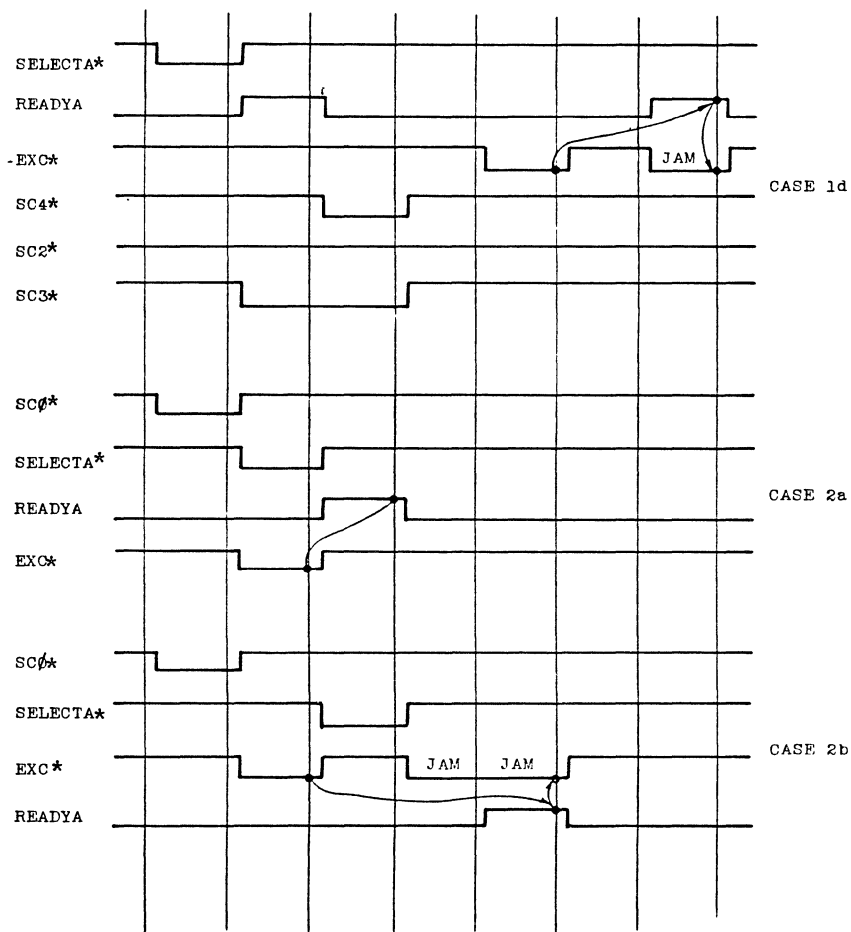 SELECTA*
READYA
-EXC* JAM
CASE 1d
SC4*
SC2*
SC3*
SCØ*
SELECTA*
READYA
CASE 2a
EXC*
SCØ*
SELECTA*
CASE 2b
EXC* JAM JAM
READYA